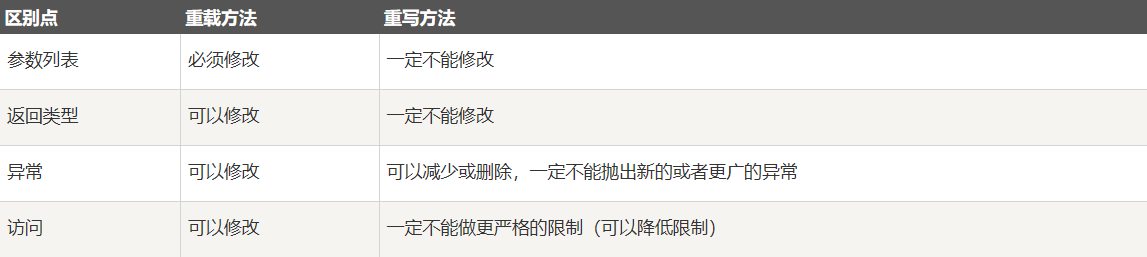 区别点 重载方法 重写方法
参数列表 必须修改 一定不能修改
返回类型 可以修改 一定不能修改
异常 可以修改 可以减少或删除，一定不能抛出新的或者更广的异常
访问 可以修改 一定不能做更严格的限制（可以降低限制）